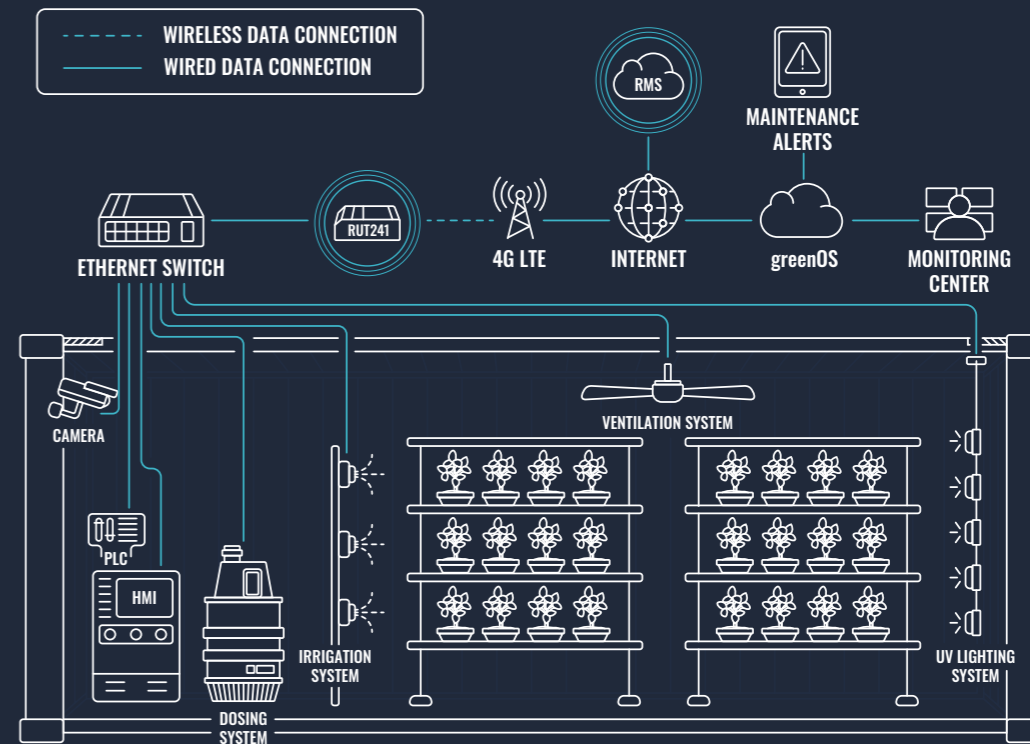 WIRELESS DATA CONNECTION
WIRED DATA CONNECTION
RMS
MAINTENANCE
ALERTS
RUT241
ETHERNET SWITCH
4G LTE
INTERNET
greenOS
MONITORING
CENTER
CAMERA
VENTILATION SYSTEM
PLC
HMI
IRRIGATION
SYSTEM
UV LIGHTING
SYSTEM
DOSING
SYSTEM